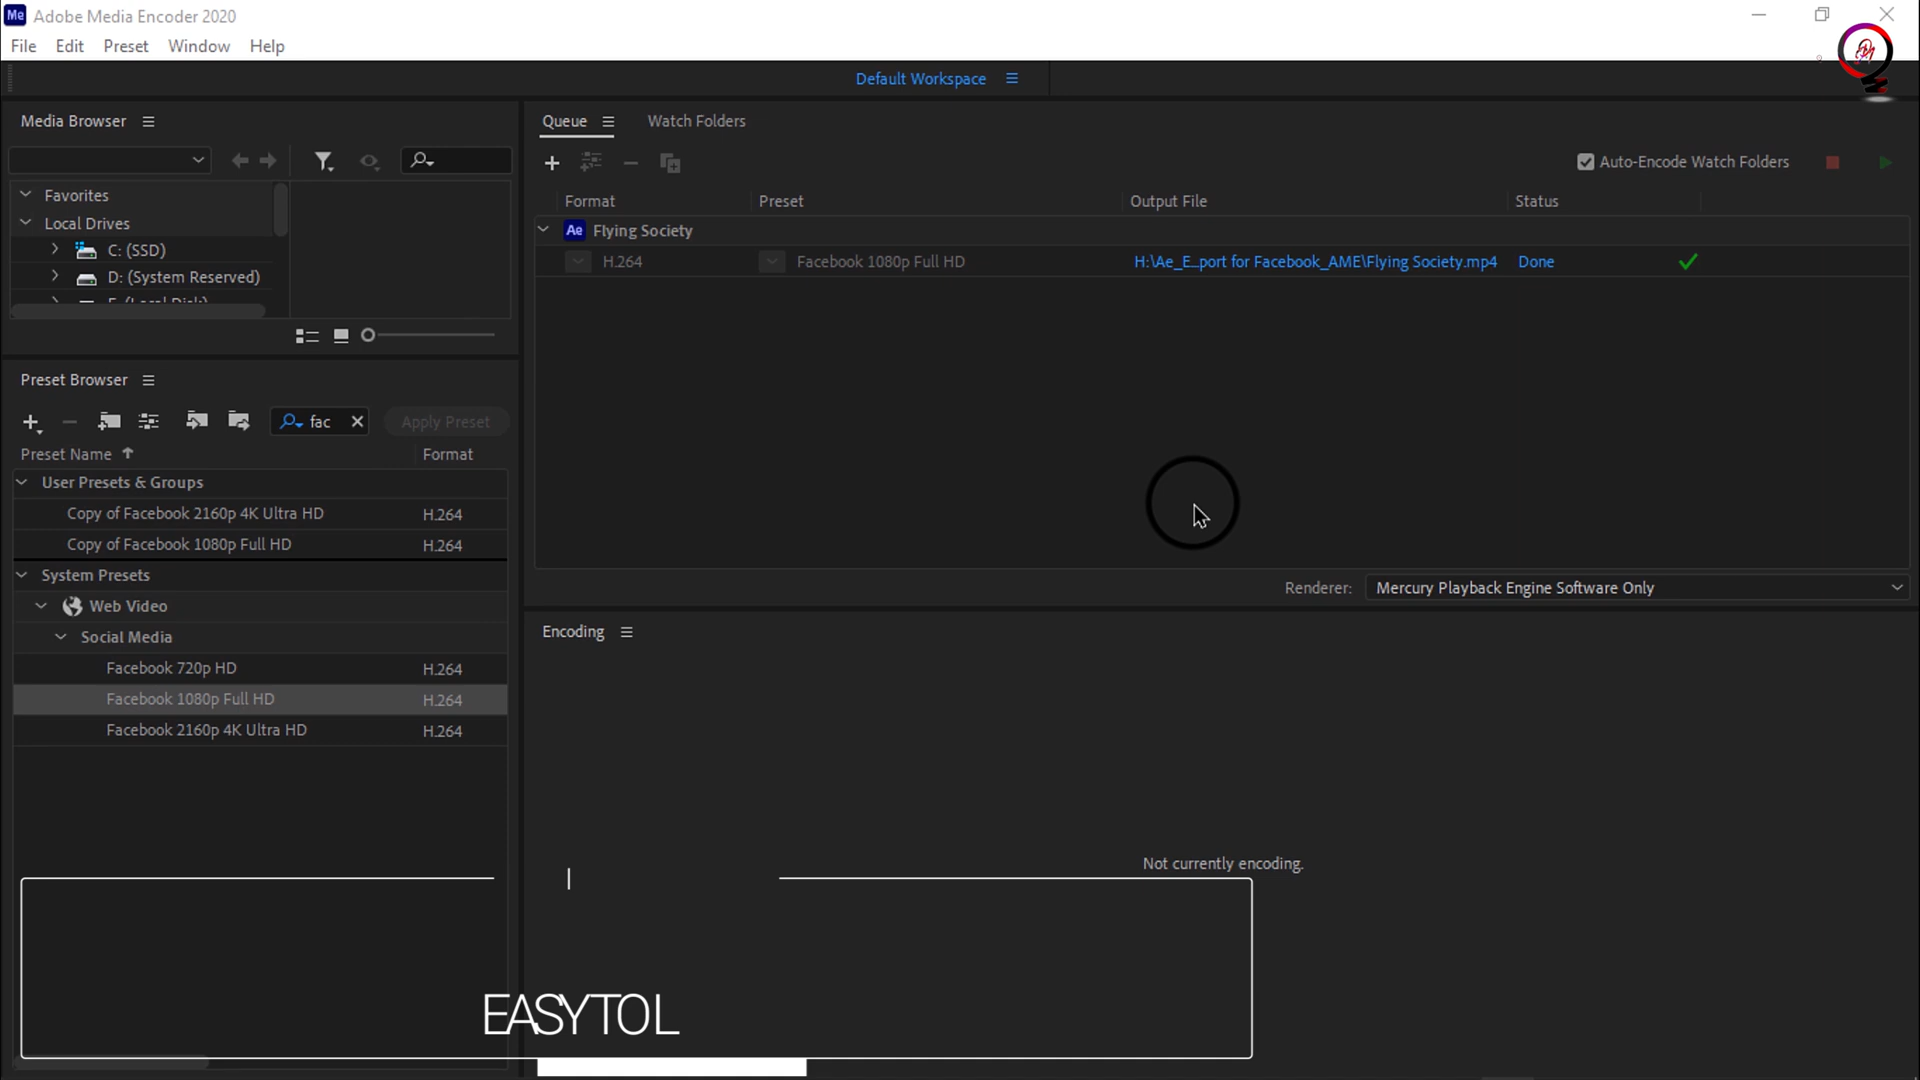 Me Adobe Media Encoder 2020
File Edit Preset Window Help
Default Workspace
Media Browser
Favorites
Local Drives
C: (SSD)
D: (System Reserved)
Preset Browser
fac
Apply Preset
Preset Name Format
User Presets & Groups
Copy of Facebook 2160p 4K Ultra HD H.264
Copy of Facebook 1080p Full HD H.264
System Presets
Web Video
Social Media
Facebook 720p HD H.264
Facebook 1080p Full HD H.264
Facebook 2160p 4K Ultra HD H.264
Queue Watch Folders
Auto-Encode Watch Folders
Format Preset Output File Status
Ae Flying Society
H.264 Facebook 1080p Full HD H:\Ae_E...port for Facebook_AME\Flying Society.mp4 Done
Renderer: Mercury Playback Engine Software Only
Encoding
Not currently encoding.
EASYTOL